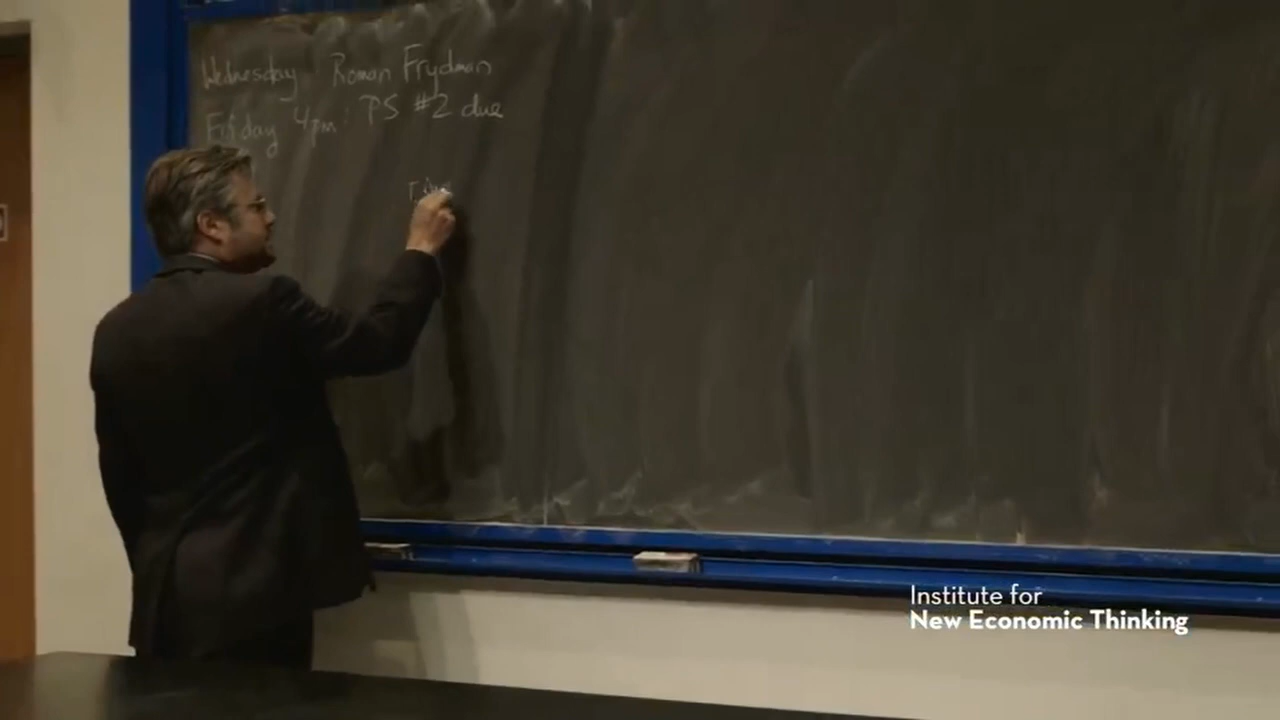 Wednesday : Roman Frydman
Friday 4pm : PS #2 due
Institute for
New Economic Thinking